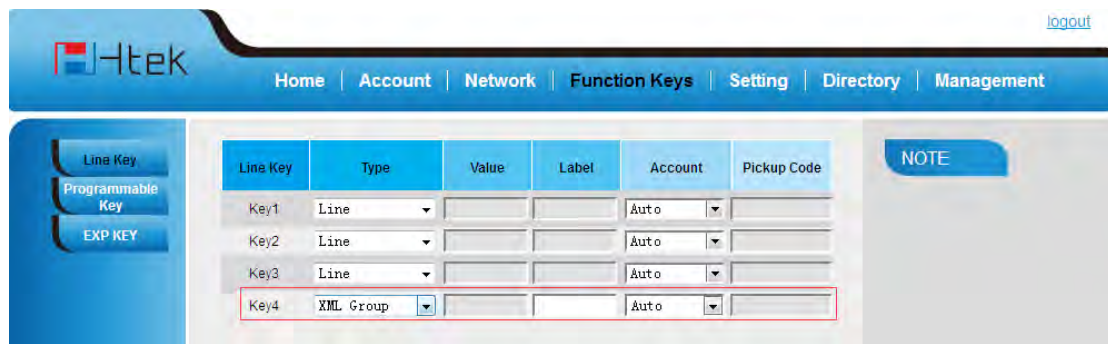 logout
Htek
Home | Account | Network | Function Keys | Setting | Directory | Management
Line Key
Programmable
Key
EXP KEY
Line Key Type Value Label Account Pickup Code
Key1 Line Auto
Key2 Line Auto
Key3 Line Auto
Key4 XML Group Auto
NOTE